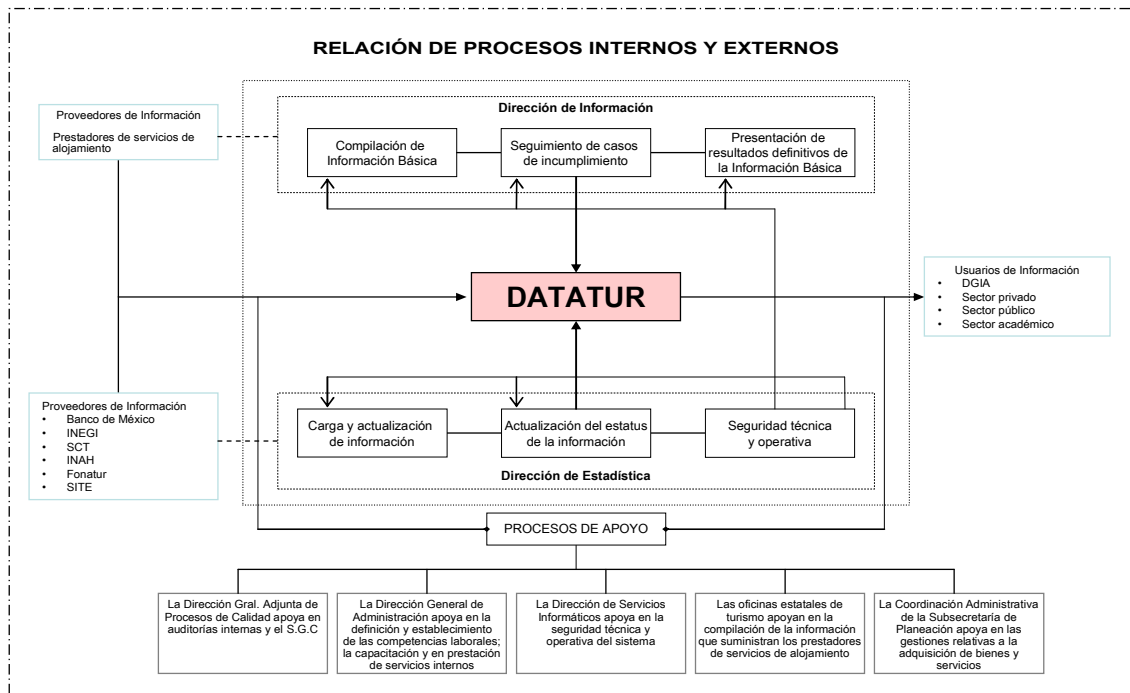 RELACIÓN DE PROCESOS INTERNOS Y EXTERNOS
Proveedores de Información
Prestadores de servicios de
alojamiento
Dirección de Información
Compilación de
Información Básica
Seguimiento de casos
de incumplimiento
Presentación de
resultados definitivos de
la Información Básica
DATATUR
Usuarios de Información
• DGIA
• Sector privado
• Sector público
• Sector académico
Proveedores de Información
• Banco de México
• INEGI
• SCT
• INAH
• Fonatur
• SITE
Carga y actualización
de información
Actualización del estatus
de la información
Seguridad técnica
y operativa
Dirección de Estadística
PROCESOS DE APOYO
La Dirección Gral. Adjunta de
Procesos de Calidad apoya en
auditorías internas y el S.G.C
La Dirección General de
Administración apoya en la
definición y establecimiento
de las competencias laborales;
la capacitación y en prestación
de servicios internos
La Dirección de Servicios
Informáticos apoya en la
seguridad técnica y
operativa del sistema
Las oficinas estatales de
turismo apoyan en la
compilación de la información
que suministran los prestadores
de servicios de alojamiento
La Coordinación Administrativa
de la Subsecretaría de
Planeación apoya en las
gestiones relativas a la
adquisición de bienes y
servicios